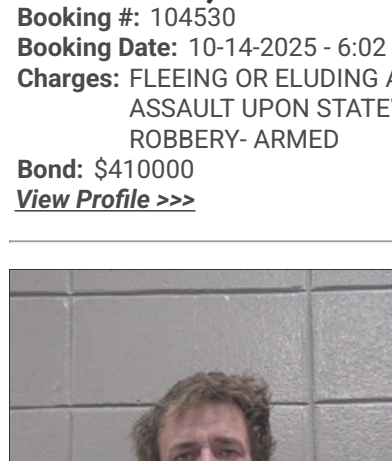 Booking #: 104530
Booking Date: 10-14-2025 - 6:02
Charges: FLEEING OR ELUDING
ASSAULT UPON
ROBBERY- ARMED
Bond: $410000
View Profile >>>